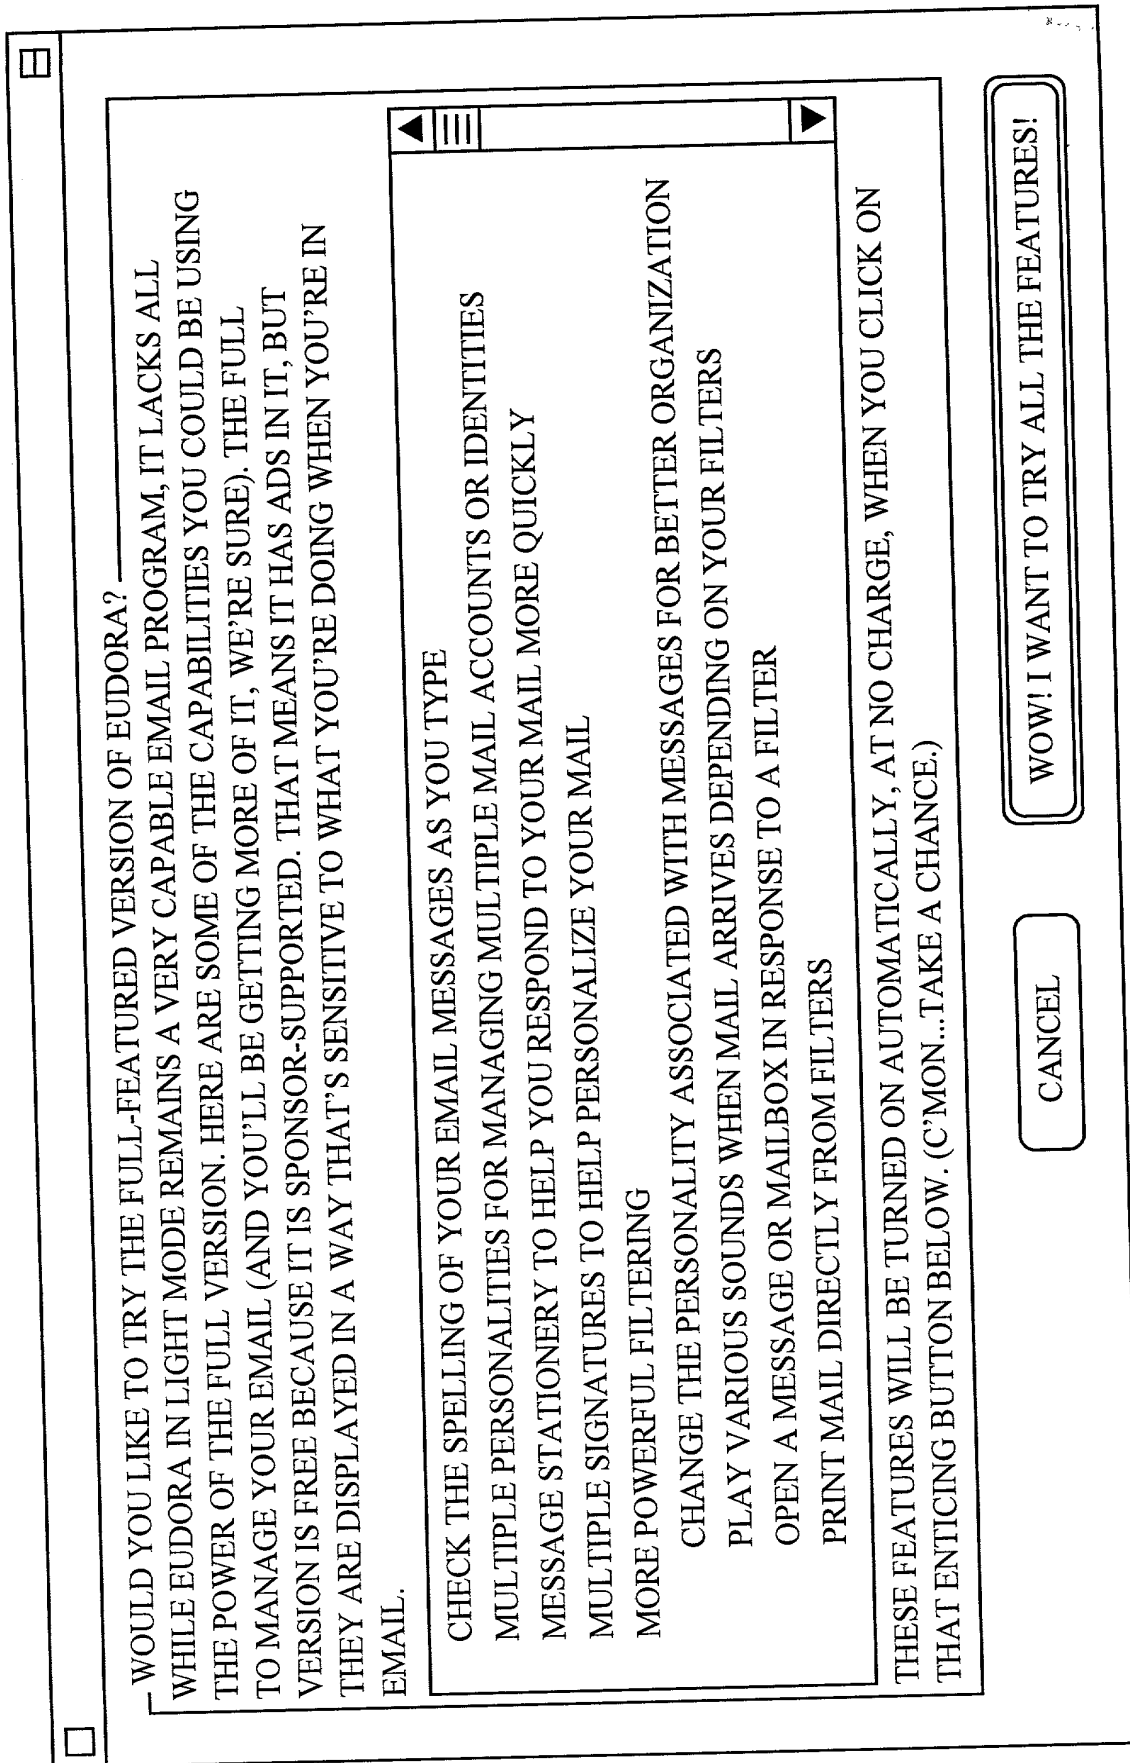 WOULD YOU LIKE TO TRY THE FULL-FEATURED VERSION OF EUDORA?
WHILE EUDORA IN LIGHT MODE REMAINS A VERY CAPABLE EMAIL PROGRAM, IT LACKS ALL
THE POWER OF THE FULL VERSION. HERE ARE SOME OF THE CAPABILITIES YOU COULD BE USING
TO MANAGE YOUR EMAIL (AND YOU'LL BE GETTING MORE OF IT, WE'RE SURE). THE FULL
VERSION IS FREE BECAUSE IT IS SPONSOR-SUPPORTED. THAT MEANS IT HAS ADS IN IT, BUT
THEY ARE DISPLAYED IN A WAY THAT'S SENSITIVE TO WHAT YOU'RE DOING WHEN YOU'RE IN
EMAIL.
CHECK THE SPELLING OF YOUR EMAIL MESSAGES AS YOU TYPE
MULTIPLE PERSONALITIES FOR MANAGING MULTIPLE MAIL ACCOUNTS OR IDENTITIES
MESSAGE STATIONERY TO HELP YOU RESPOND TO YOUR MAIL MORE QUICKLY
MULTIPLE SIGNATURES TO HELP PERSONALIZE YOUR MAIL
MORE POWERFUL FILTERING
CHANGE THE PERSONALITY ASSOCIATED WITH MESSAGES FOR BETTER ORGANIZATION
PLAY VARIOUS SOUNDS WHEN MAIL ARRIVES DEPENDING ON YOUR FILTERS
OPEN A MESSAGE OR MAILBOX IN RESPONSE TO A FILTER
PRINT MAIL DIRECTLY FROM FILTERS
THESE FEATURES WILL BE TURNED ON AUTOMATICALLY, AT NO CHARGE, WHEN YOU CLICK ON
THAT ENTICING BUTTON BELOW. (C'MON...TAKE A CHANCE.)
CANCEL
WOW! I WANT TO TRY ALL THE FEATURES!